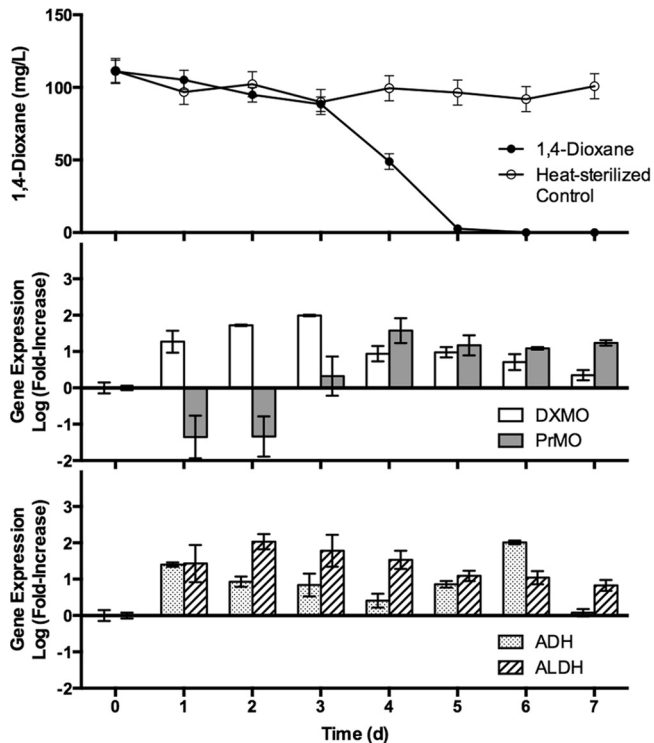 150
100
50
0
1,4-Dioxane (mg/L)
1,4-Dioxane
Heat-sterilized
Control
3
2
1
0
-1
-2
Gene Expression
Log (Fold-Increase)
DXMO
PrMO
3
2
1
0
-1
-2
Gene Expression
Log (Fold-Increase)
ADH
ALDH
0 1 2 3 4 5 6 7
Time (d)